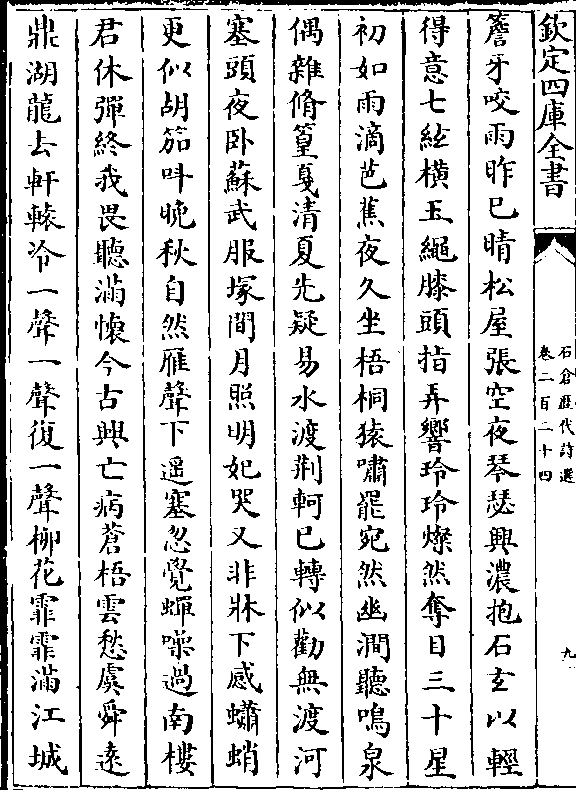 欽定四庫全書
石倉歷代詩選
卷二百二十四
九
簷牙咬雨昨已晴松屋張空夜琴瑟興濃抱石玄以輕
得意七絃橫玉繩膝頭指弄響玲玲燦然奪目三十星
初如雨滴芭蕉夜久坐梧桐猿嘯罷宛然幽澗聽鳴泉
偶雜脩篁戛清夏先疑易水渡荆軻已轉似勸無渡河
塞頭夜卧蘇武服塚間月照明妃哭又非牀下感蠨蛸
更似胡笳呌晚秋自然雁聲下遥塞忽覺蟬噪過南樓
君休彈終我畏聽滿懷今古興亡病蒼梧雲愁虞舜遠
鼎湖龍去軒轅冷一聲一聲復一聲柳花霏霏滿江城